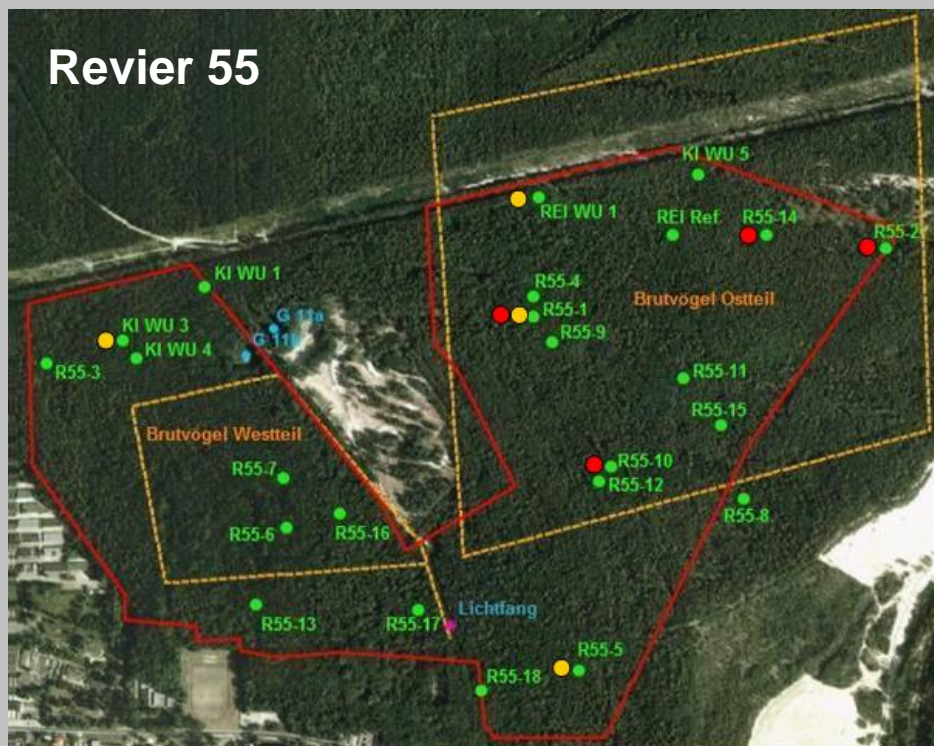 Revier 55
KI WU 5
REI WU 1
REI Ref.
R55-14
R55-2
KI WU 1
R55-4
Brutvögel Ostteil
G 11a
R55-1
KI WU 3
R55-9
G 11b
KI WU 4
R55-3
R55-11
R55-15
Brutvögel Westteil
R55-7
R55-10
R55-12
R55-8
R55-6
R55-16
Lichtfang
R55-13
R55-17
R55-5
R55-18